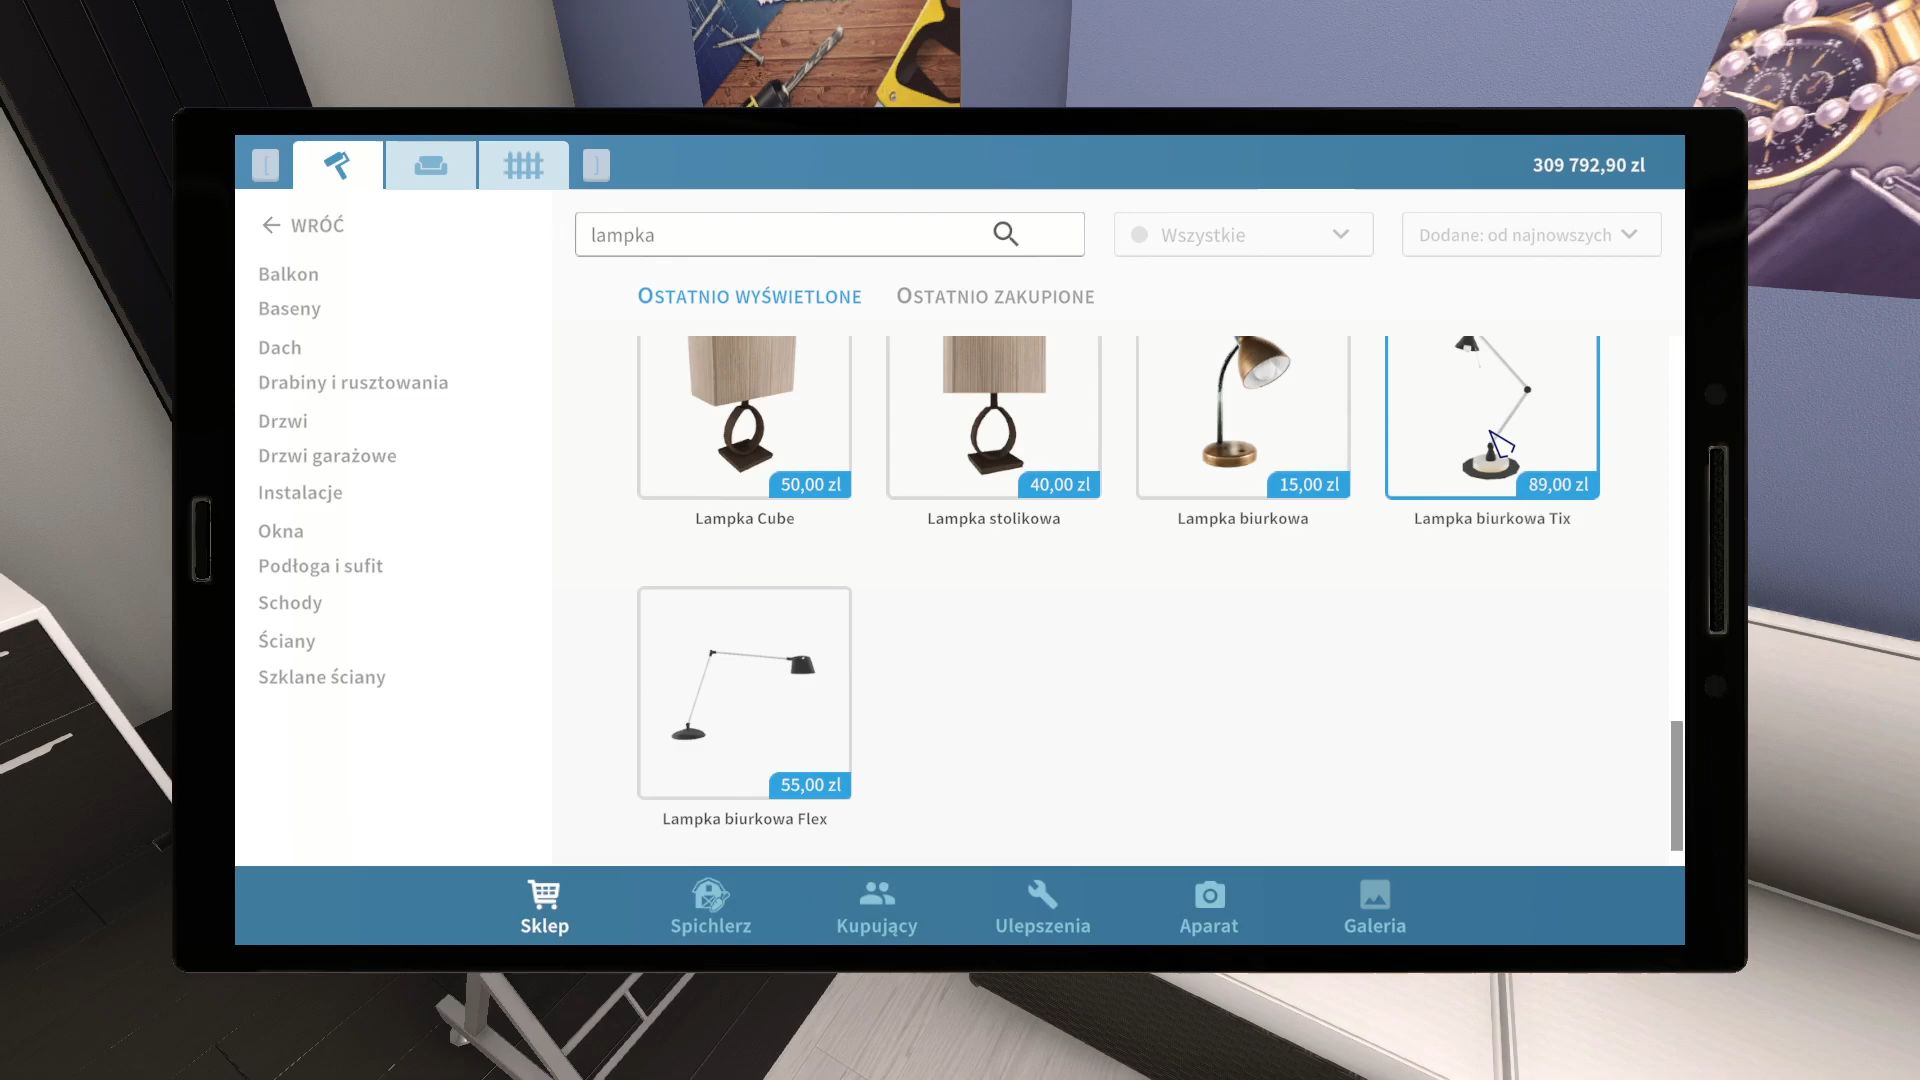 [
]
309 792,90 zl
WRÓĆ
Balkon
Baseny
Dach
Drabiny i rusztowania
Drzwi
Drzwi garażowe
Instalacje
Okna
Podłoga i sufit
Schody
Ściany
Szklane ściany
lampka
Wszystkie
Dodane: od najnowszych
OSTATNIO WYŚWIETLONE
OSTATNIO ZAKUPIONE
50,00 zl
40,00 zl
15,00 zl
89,00 zl
Lampka Cube
Lampka stolikowa
Lampka biurkowa
Lampka biurkowa Tix
55,00 zl
Lampka biurkowa Flex
Sklep
Spichlerz
Kupujący
Ulepszenia
Aparat
Galeria